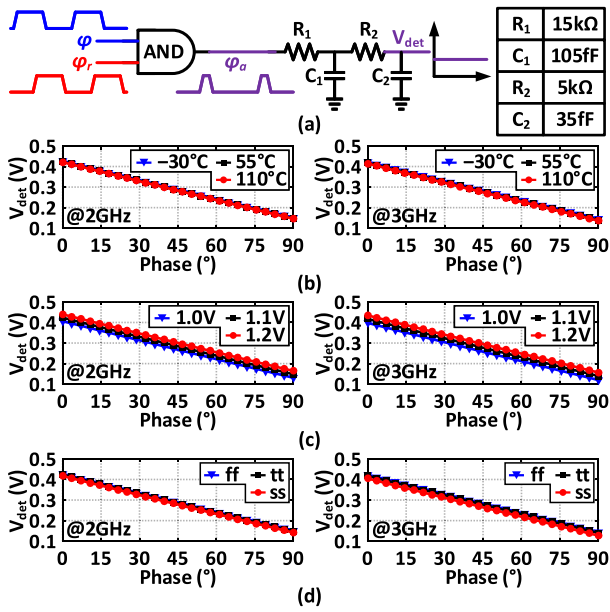 φ
φr
AND
φa
R1
R2
C1
C2
Vdet
R1 15kΩ
C1 105fF
R2 5kΩ
C2 35fF
(a)
Vdet (V)
0.5
0.4
0.3
0.2
0.1
−30°C 55°C
110°C
@2GHz
0 15 30 45 60 75 90
Phase (°)
Vdet (V)
0.5
0.4
0.3
0.2
0.1
−30°C 55°C
110°C
@3GHz
0 15 30 45 60 75 90
Phase (°)
(b)
Vdet (V)
0.5
0.4
0.3
0.2
0.1
1.0V 1.1V
1.2V
@2GHz
0 15 30 45 60 75 90
Phase (°)
Vdet (V)
0.5
0.4
0.3
0.2
0.1
1.0V 1.1V
1.2V
@3GHz
0 15 30 45 60 75 90
Phase (°)
(c)
Vdet (V)
0.5
0.4
0.3
0.2
0.1
ff tt
ss
@2GHz
0 15 30 45 60 75 90
Phase (°)
Vdet (V)
0.5
0.4
0.3
0.2
0.1
ff tt
ss
@3GHz
0 15 30 45 60 75 90
Phase (°)
(d)